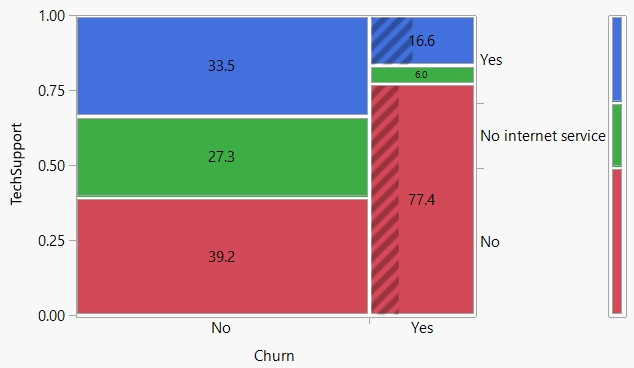 1.00
0.75
0.50
0.25
0.00
TechSupport
33.5
27.3
39.2
16.6
6.0
77.4
Yes
No internet service
No
No
Yes
Churn